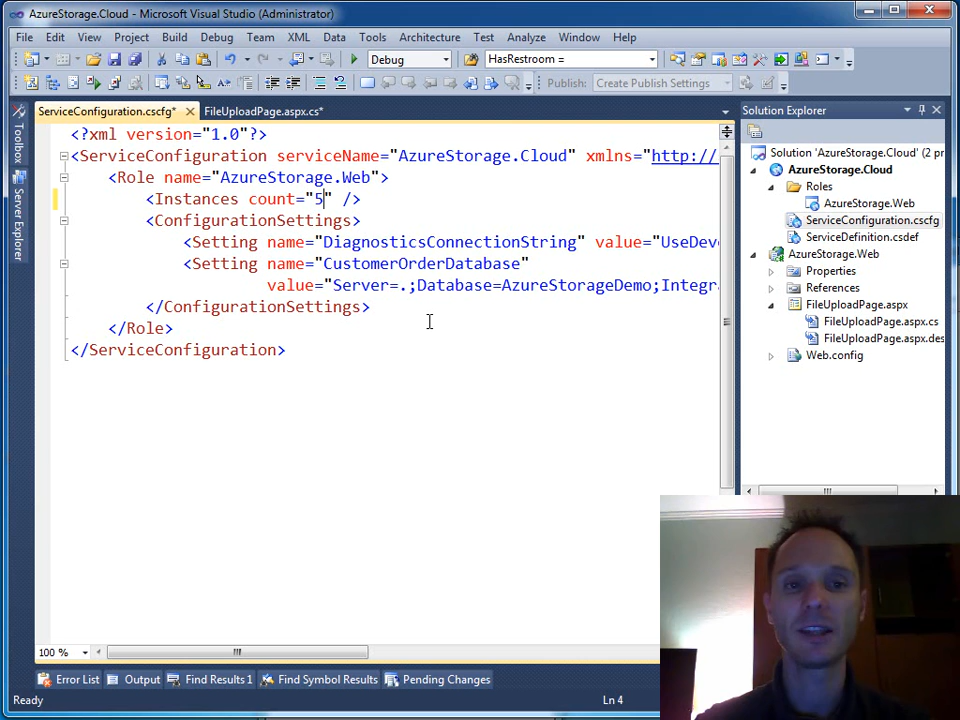 AzureStorage.Cloud - Microsoft Visual Studio (Administrator)
File Edit View Project Build Debug Team XML Data Tools Architecture Test Analyze Window Help
Debug HasRestroom =
Publish: Create Publish Settings
ServiceConfiguration.cscfg* FileUploadPage.aspx.cs*
Toolbox
Server Explorer
<?xml version="1.0"?>
<ServiceConfiguration serviceName="AzureStorage.Cloud" xmlns="http://
<Role name="AzureStorage.Web">
<Instances count="5" />
<ConfigurationSettings>
<Setting name="DiagnosticsConnectionString" value="UseDev
<Setting name="CustomerOrderDatabase"
value="Server=.;Database=AzureStorageDemo;Integr
</ConfigurationSettings>
</Role>
</ServiceConfiguration>
100 %
Solution Explorer
Solution 'AzureStorage.Cloud' (2 pr
AzureStorage.Cloud
Roles
AzureStorage.Web
ServiceConfiguration.cscfg
ServiceDefinition.csdef
AzureStorage.Web
Properties
References
FileUploadPage.aspx
FileUploadPage.aspx.cs
FileUploadPage.aspx.des
Web.config
Error List Output Find Results 1 Find Symbol Results Pending Changes
Ready Ln 4